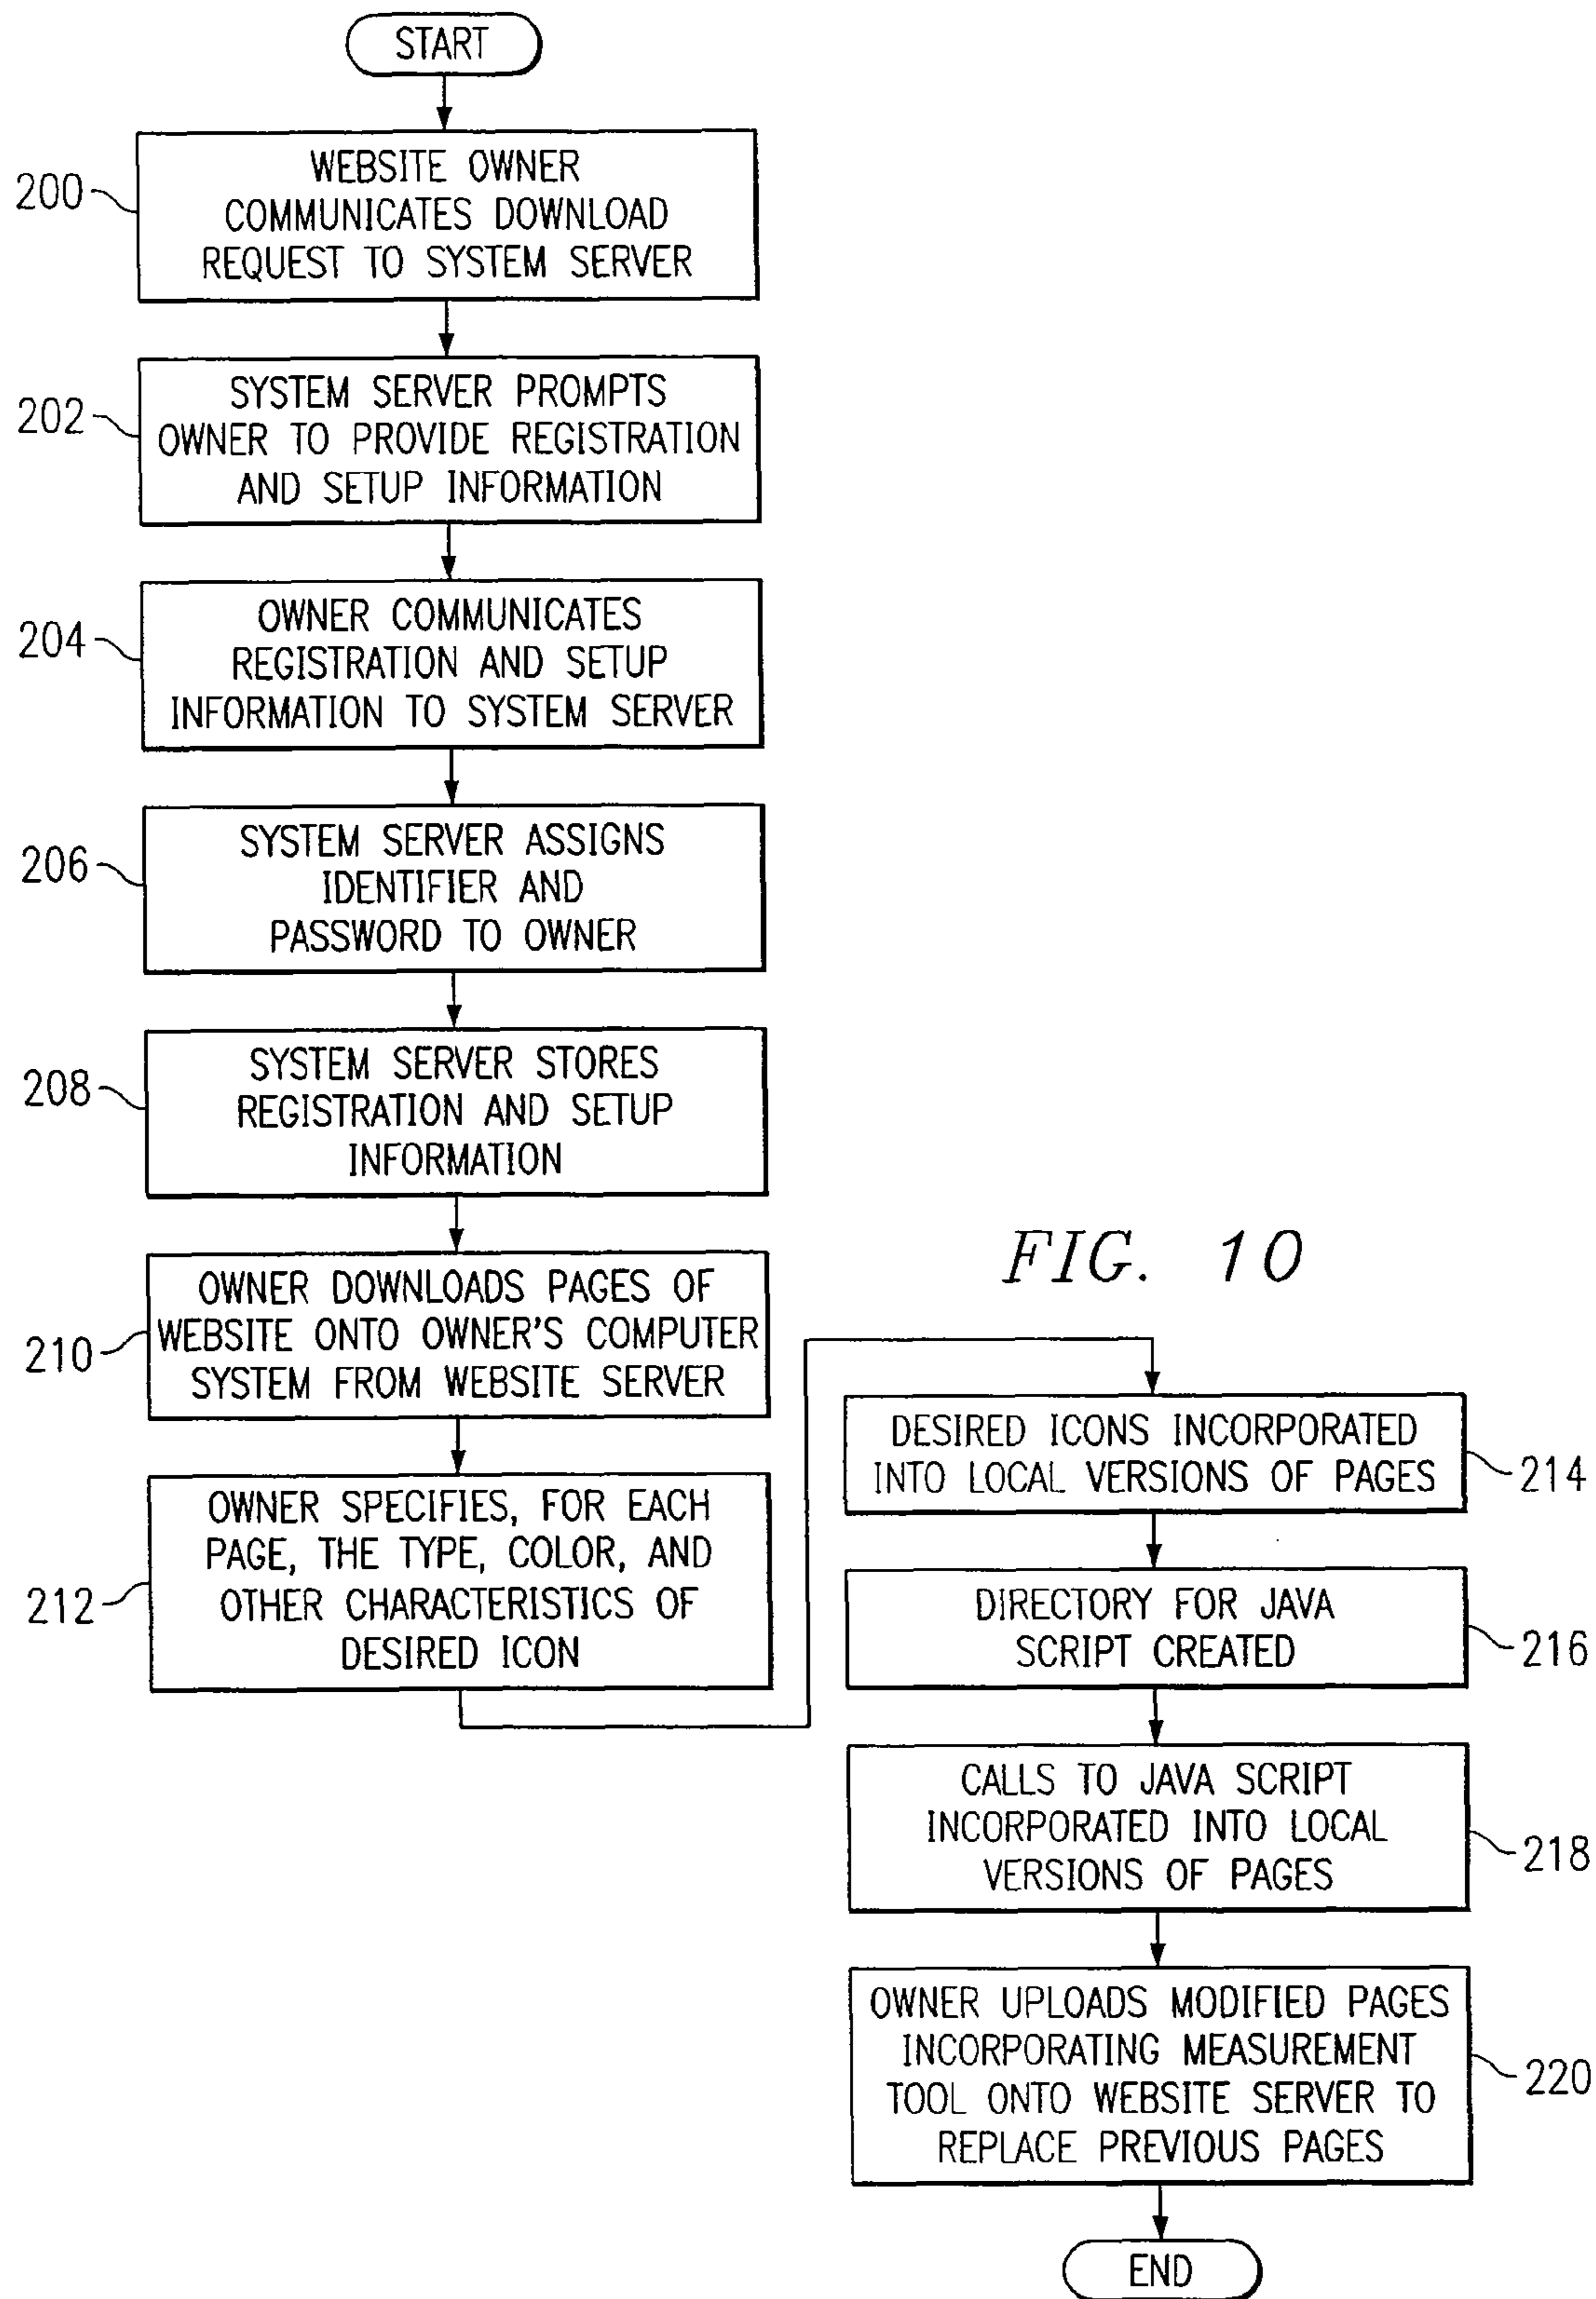 START
200
WEBSITE OWNER
COMMUNICATES DOWNLOAD
REQUEST TO SYSTEM SERVER
202
SYSTEM SERVER PROMPTS
OWNER TO PROVIDE REGISTRATION
AND SETUP INFORMATION
204
OWNER COMMUNICATES
REGISTRATION AND SETUP
INFORMATION TO SYSTEM SERVER
206
SYSTEM SERVER ASSIGNS
IDENTIFIER AND
PASSWORD TO OWNER
208
SYSTEM SERVER STORES
REGISTRATION AND SETUP
INFORMATION
210
OWNER DOWNLOADS PAGES OF
WEBSITE ONTO OWNER'S COMPUTER
SYSTEM FROM WEBSITE SERVER
212
OWNER SPECIFIES, FOR EACH
PAGE, THE TYPE, COLOR, AND
OTHER CHARACTERISTICS OF
DESIRED ICON
FIG. 10
DESIRED ICONS INCORPORATED
INTO LOCAL VERSIONS OF PAGES
214
DIRECTORY FOR JAVA
SCRIPT CREATED
216
CALLS TO JAVA SCRIPT
INCORPORATED INTO LOCAL
VERSIONS OF PAGES
218
OWNER UPLOADS MODIFIED PAGES
INCORPORATING MEASUREMENT
TOOL ONTO WEBSITE SERVER TO
REPLACE PREVIOUS PAGES
220
END